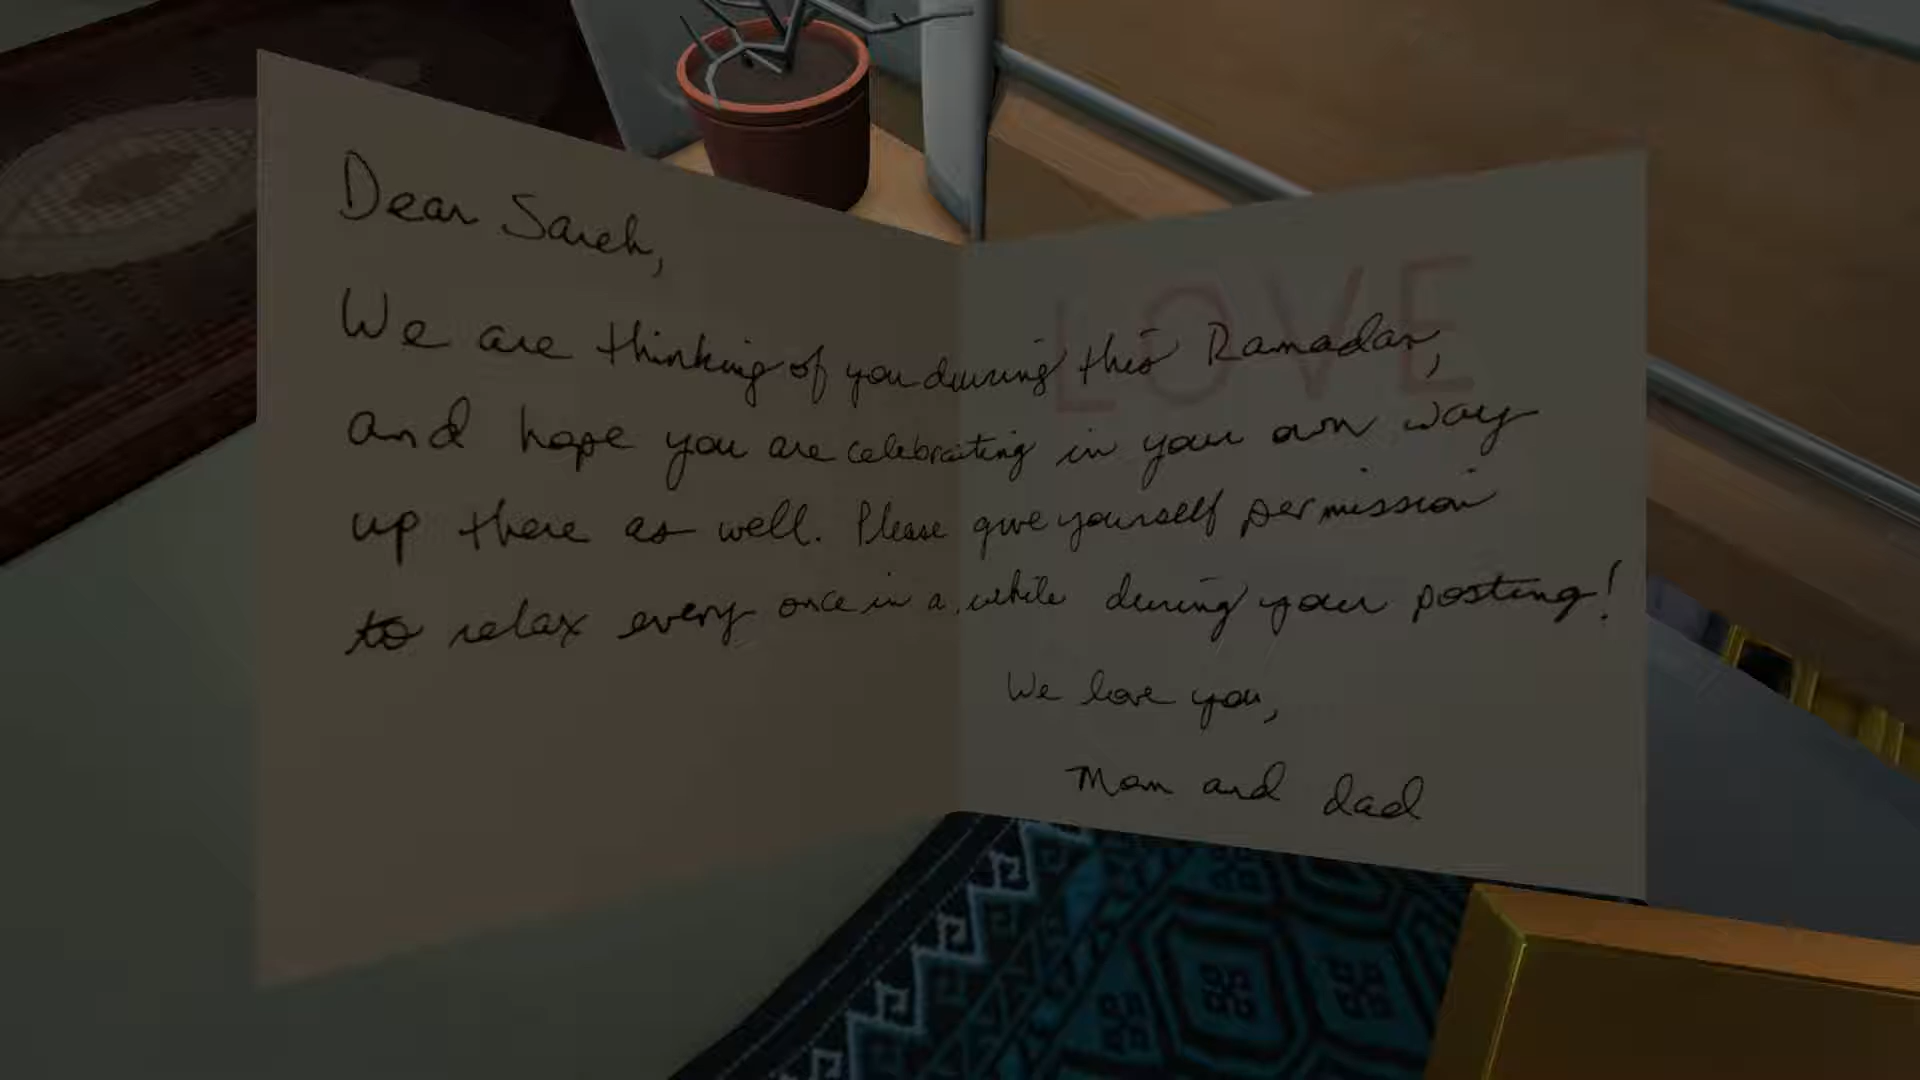 Dear Sareh,
LOVE
We are thinking of you during this Ramadan,
and hope you are celebrating in your own way
up there as well. Please give yourself permission
to relax every once in a while during your posting!
We love you,
Mom and dad